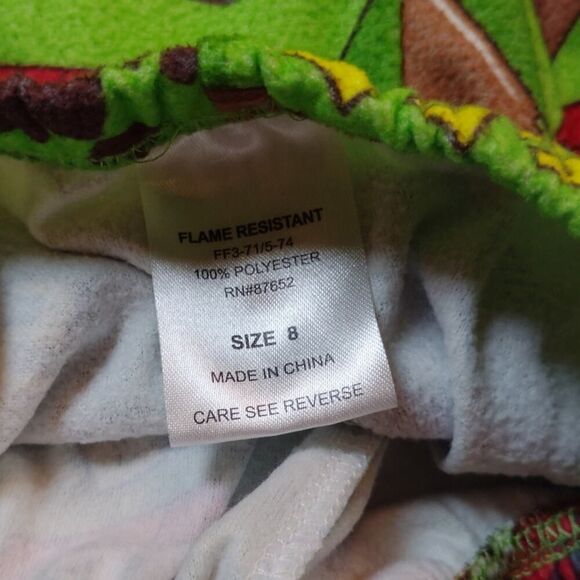 FLAME RESISTANT
FF3-71/5-74
100% POLYESTER
RN#87652
SIZE 8
MADE IN CHINA
CARE SEE REVERSE